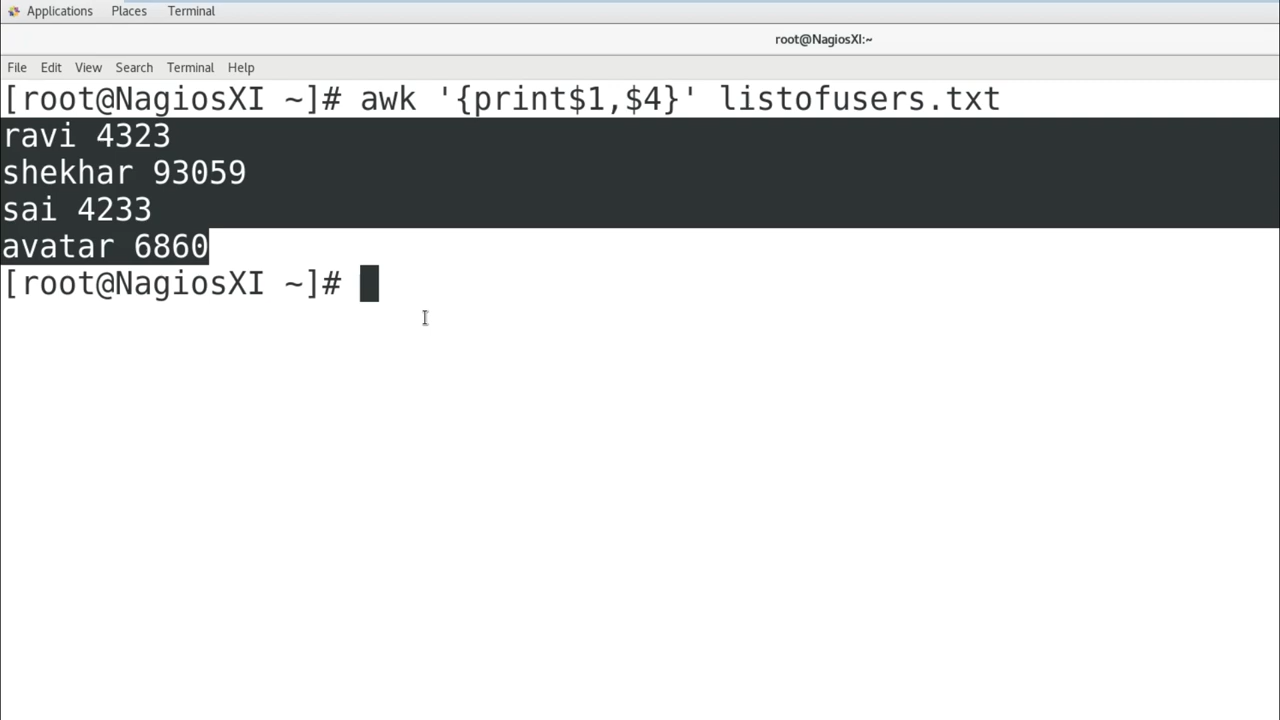 Applications Places Terminal
root@NagiosXI:~
File Edit View Search Terminal Help
[root@NagiosXI ~]# awk '{print$1,$4}' listofusers.txt
ravi 4323
shekhar 93059
sai 4233
avatar 6860
[root@NagiosXI ~]#